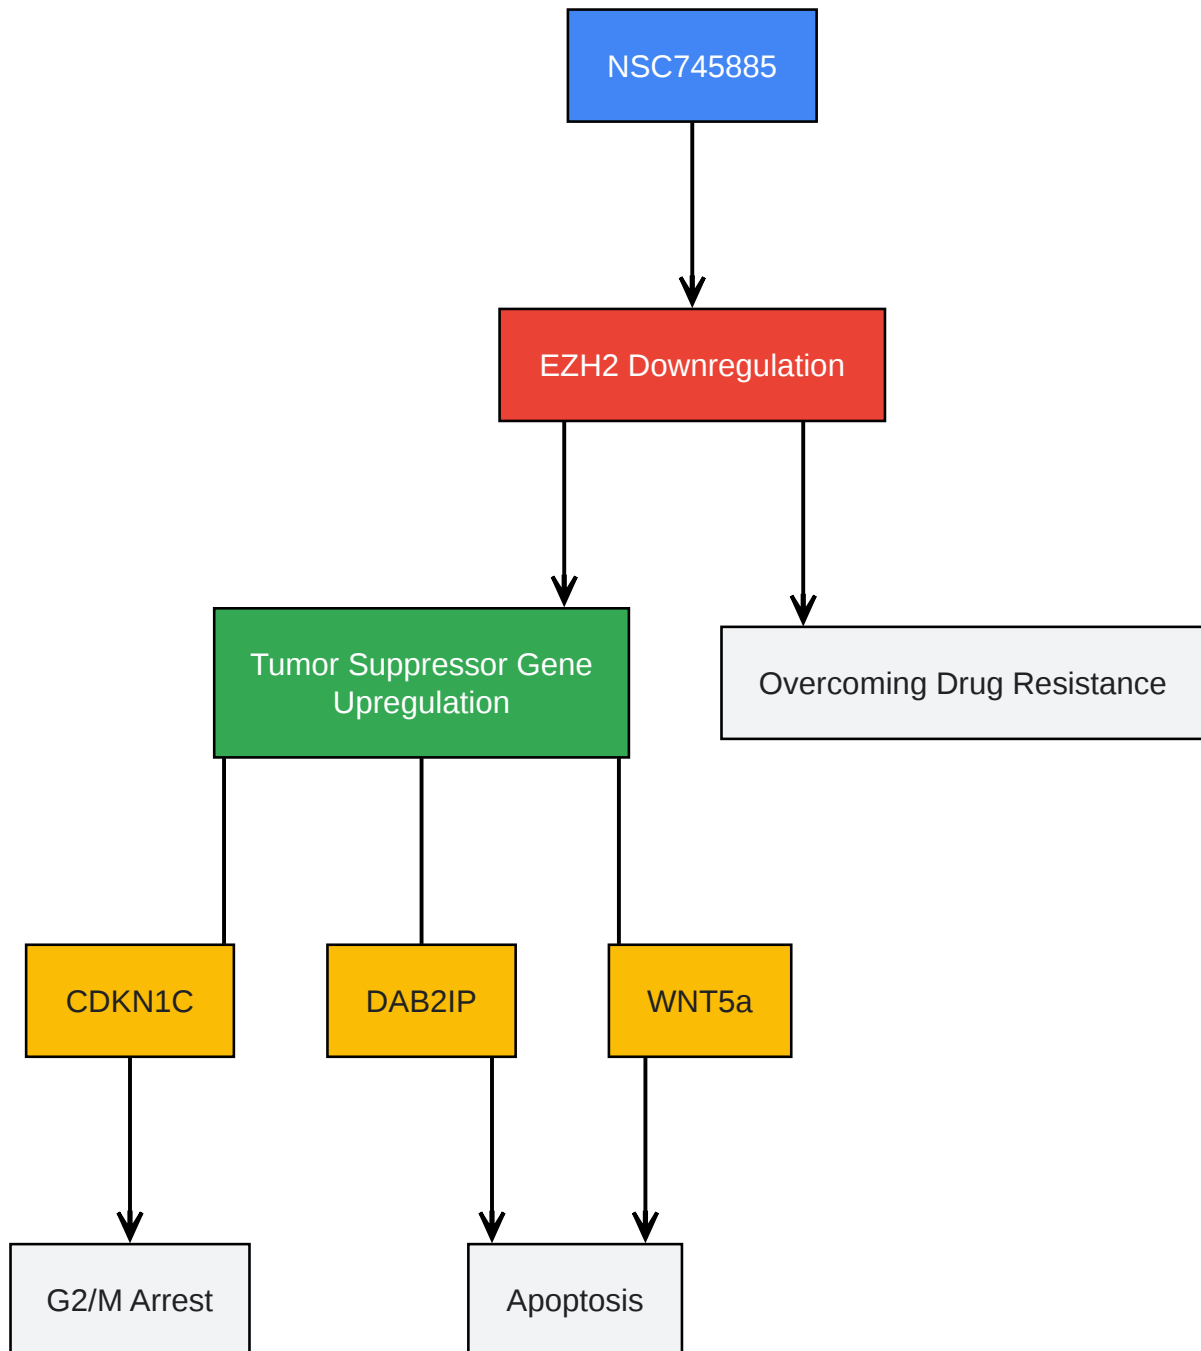 NSC745885
EZH2 Downregulation
Tumor Suppressor Gene
Upregulation
Overcoming Drug Resistance
CDKN1C
DAB2IP
WNT5a
G2/M Arrest
Apoptosis